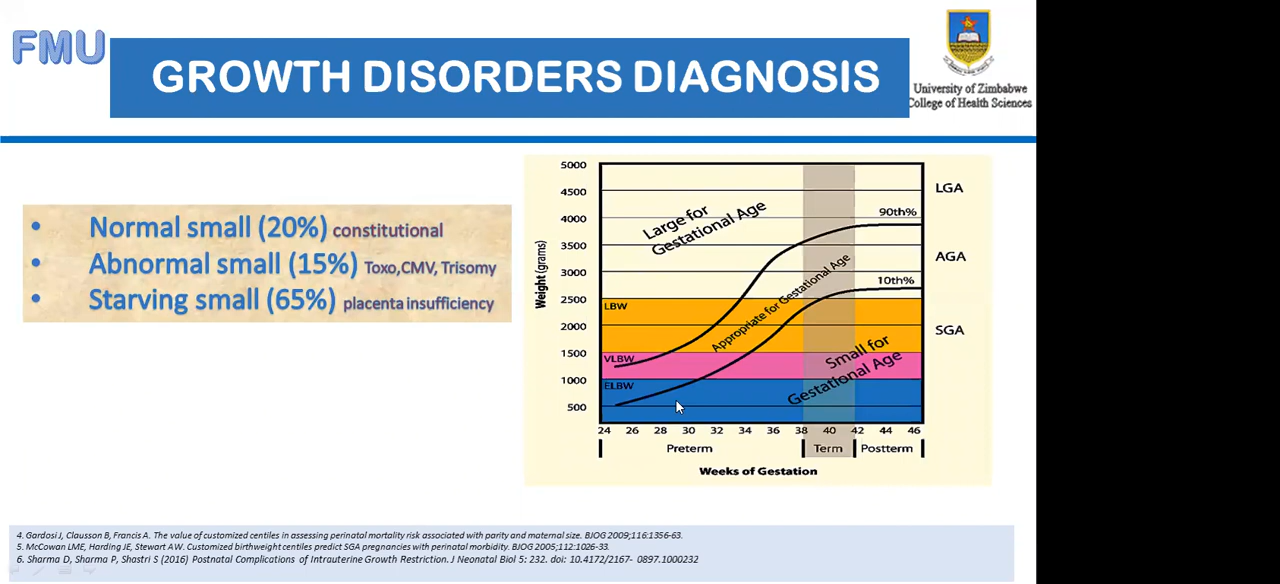 FMU
GROWTH DISORDERS DIAGNOSIS
University of Zimbabwe
College of Health Sciences
• Normal small (20%) constitutional
• Abnormal small (15%) Toxo,CMV, Trisomy
• Starving small (65%) placenta insufficiency
Weight (grams)
5000
4500
4000
3500
3000
2500
2000
1500
1000
500
Large for
Gestational Age
Appropriate for Gestational Age
Small for
Gestational Age
90th%
10th%
LBW
VLBW
ELBW
LGA
AGA
SGA
24 26 28 30 32 34 36 38 40 42 44 46
Preterm Term Postterm
Weeks of Gestation
4. Gardosi J, Clausson B, Francis A. The value of customized centiles in assessing perinatal mortality risk associated with parity and maternal size. BJOG 2009;116:1356-63.
5. McCowan LME, Harding JE, Stewart AW. Customized birthweight centiles predict SGA pregnancies with perinatal morbidity. BJOG 2005;112:1026-33.
6. Sharma D, Sharma P, Shastri S (2016) Postnatal Complications of Intrauterine Growth Restriction. J Neonatal Biol 5: 232. doi: 10.4172/2167- 0897.1000232